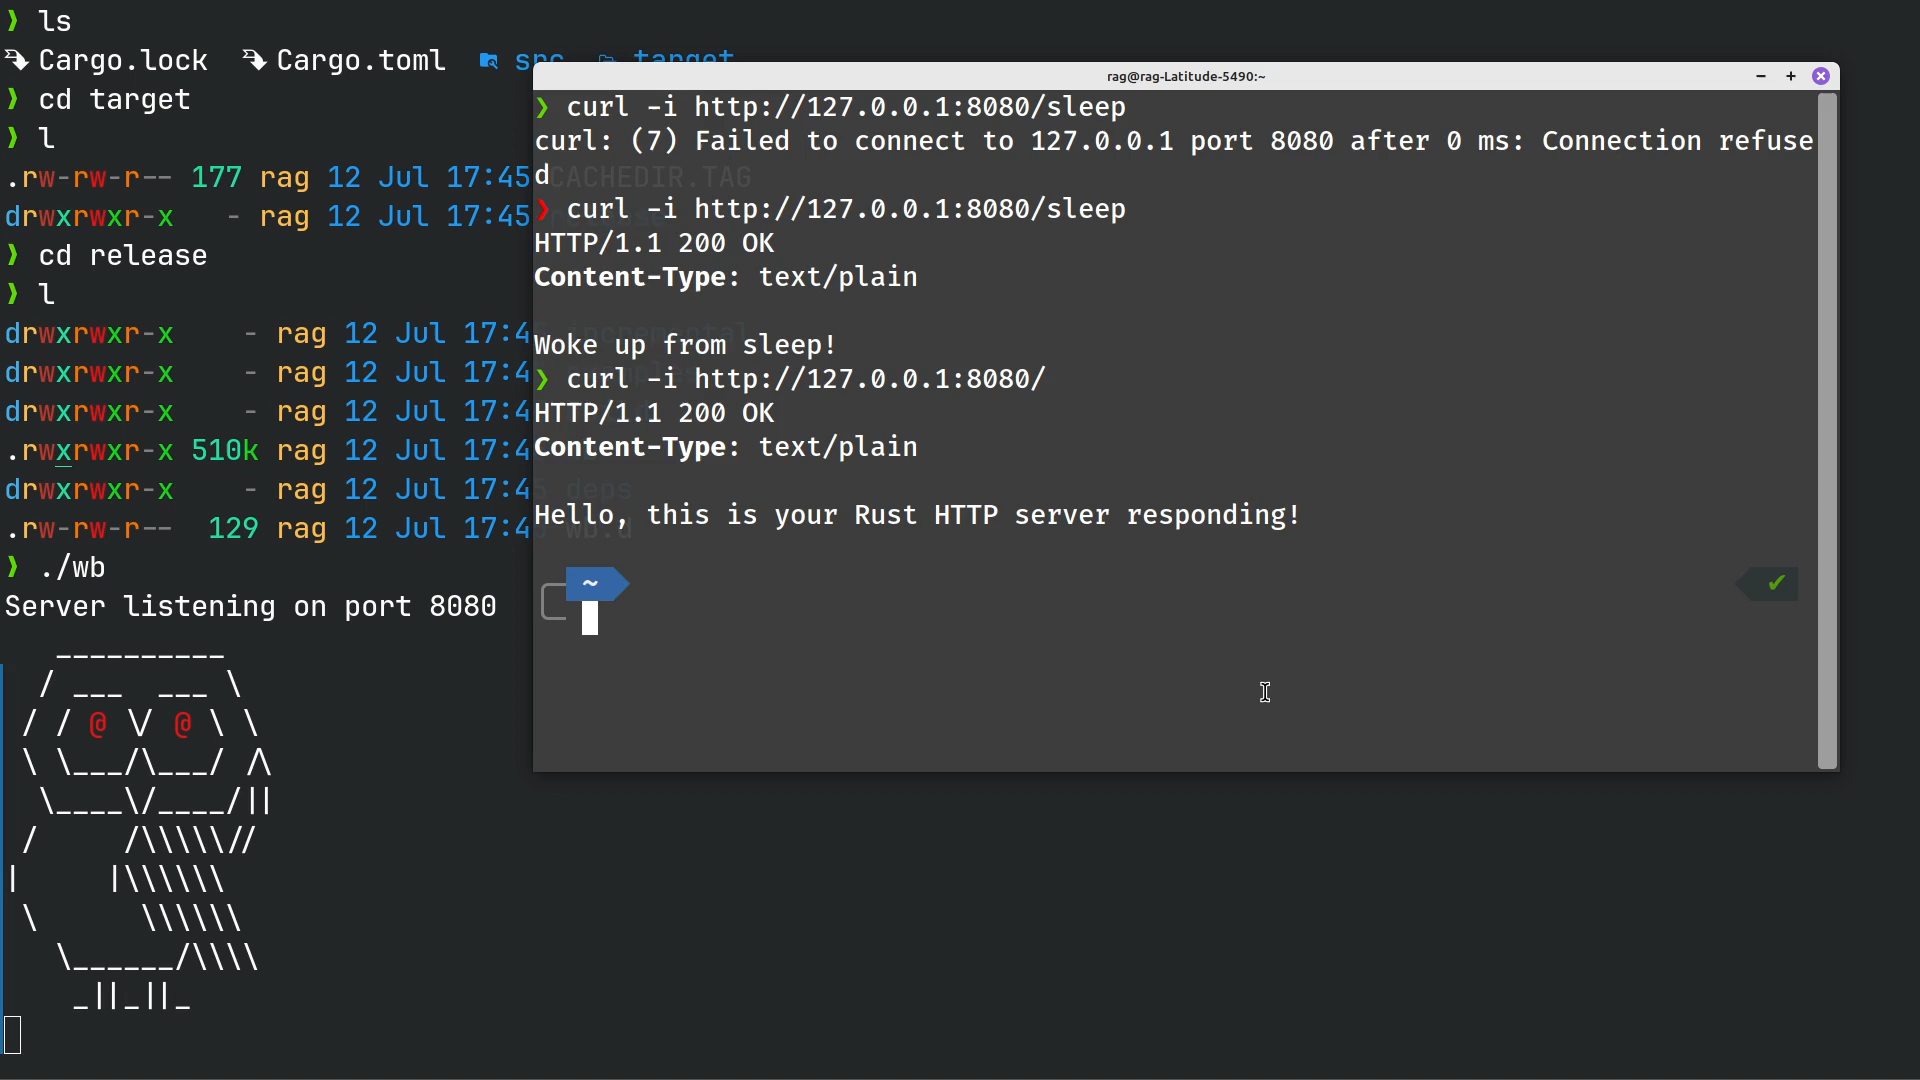 ❱ ls
Cargo.lock  Cargo.toml  src  target
❱ cd target
❱ l
.rw-rw-r-- 177 rag 12 Jul 17:45 CACHEDIR.TAG
drwxrwxr-x   - rag 12 Jul 17:45
❱ cd release
❱ l
drwxrwxr-x    - rag 12 Jul 17:45 incremental
drwxrwxr-x    - rag 12 Jul 17:4
drwxrwxr-x    - rag 12 Jul 17:4
.rwxrwxr-x 510k rag 12 Jul 17:4
drwxrwxr-x    - rag 12 Jul 17:45 deps
.rw-rw-r--  129 rag 12 Jul 17:45 wb.d
❱ ./wb
Server listening on port 8080
   __________
  / ___  ___ \
 / / @ \/ @ \ \
 \ \___/\___/ /\
  \____\/____/||
 /     /\\\\\//
|     |\\\\\\
 \      \\\\\\
   \______/\\\\
    _||_||_
rag@rag-Latitude-5490:~
❯ curl -i http://127.0.0.1:8080/sleep
curl: (7) Failed to connect to 127.0.0.1 port 8080 after 0 ms: Connection refuse
d
❯ curl -i http://127.0.0.1:8080/sleep
HTTP/1.1 200 OK
Content-Type: text/plain
Woke up from sleep!
❯ curl -i http://127.0.0.1:8080/
HTTP/1.1 200 OK
Content-Type: text/plain
Hello, this is your Rust HTTP server responding!
~ ✔